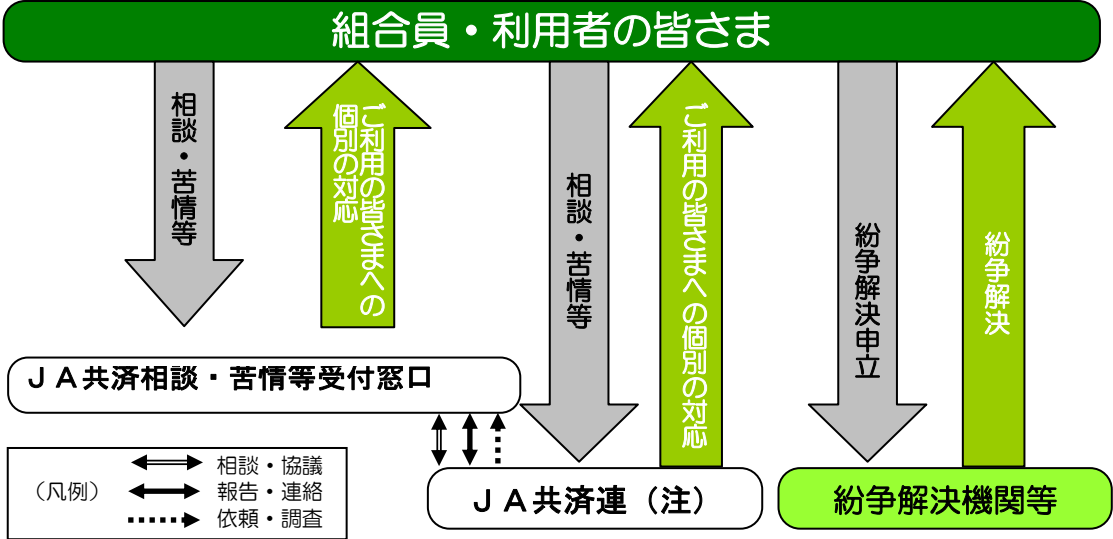 組合員・利用者の皆さま
相談・苦情等
ご利用の皆さまへの
個別の対応
相談・苦情等
ご利用の皆さまへの個別の対応
紛争解決申立
紛争解決
ＪＡ共済相談・苦情等受付窓口
ＪＡ共済連（注）
紛争解決機関等
（凡例）
相談・協議
報告・連絡
依頼・調査